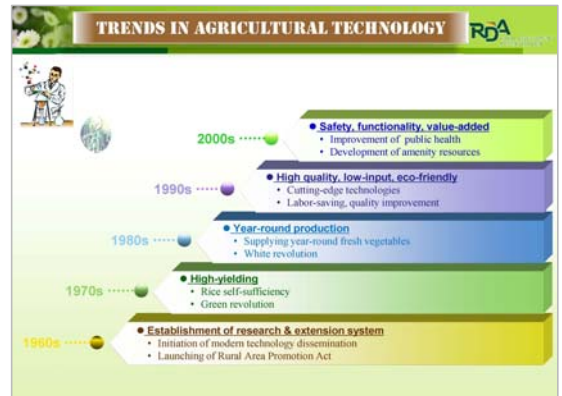 TRENDS IN AGRICULTURAL TECHNOLOGY
RDA
2000s
• Safety, functionality, value-added
• Improvement of public health
• Development of amenity resources
1990s
• High quality, low-input, eco-friendly
• Cutting-edge technologies
• Labor-saving, quality improvement
1980s
• Year-round production
• Supplying year-round fresh vegetables
• White revolution
1970s
• High-yielding
• Rice self-sufficiency
• Green revolution
1960s
• Establishment of research & extension system
• Initiation of modern technology dissemination
• Launching of Rural Area Promotion Act